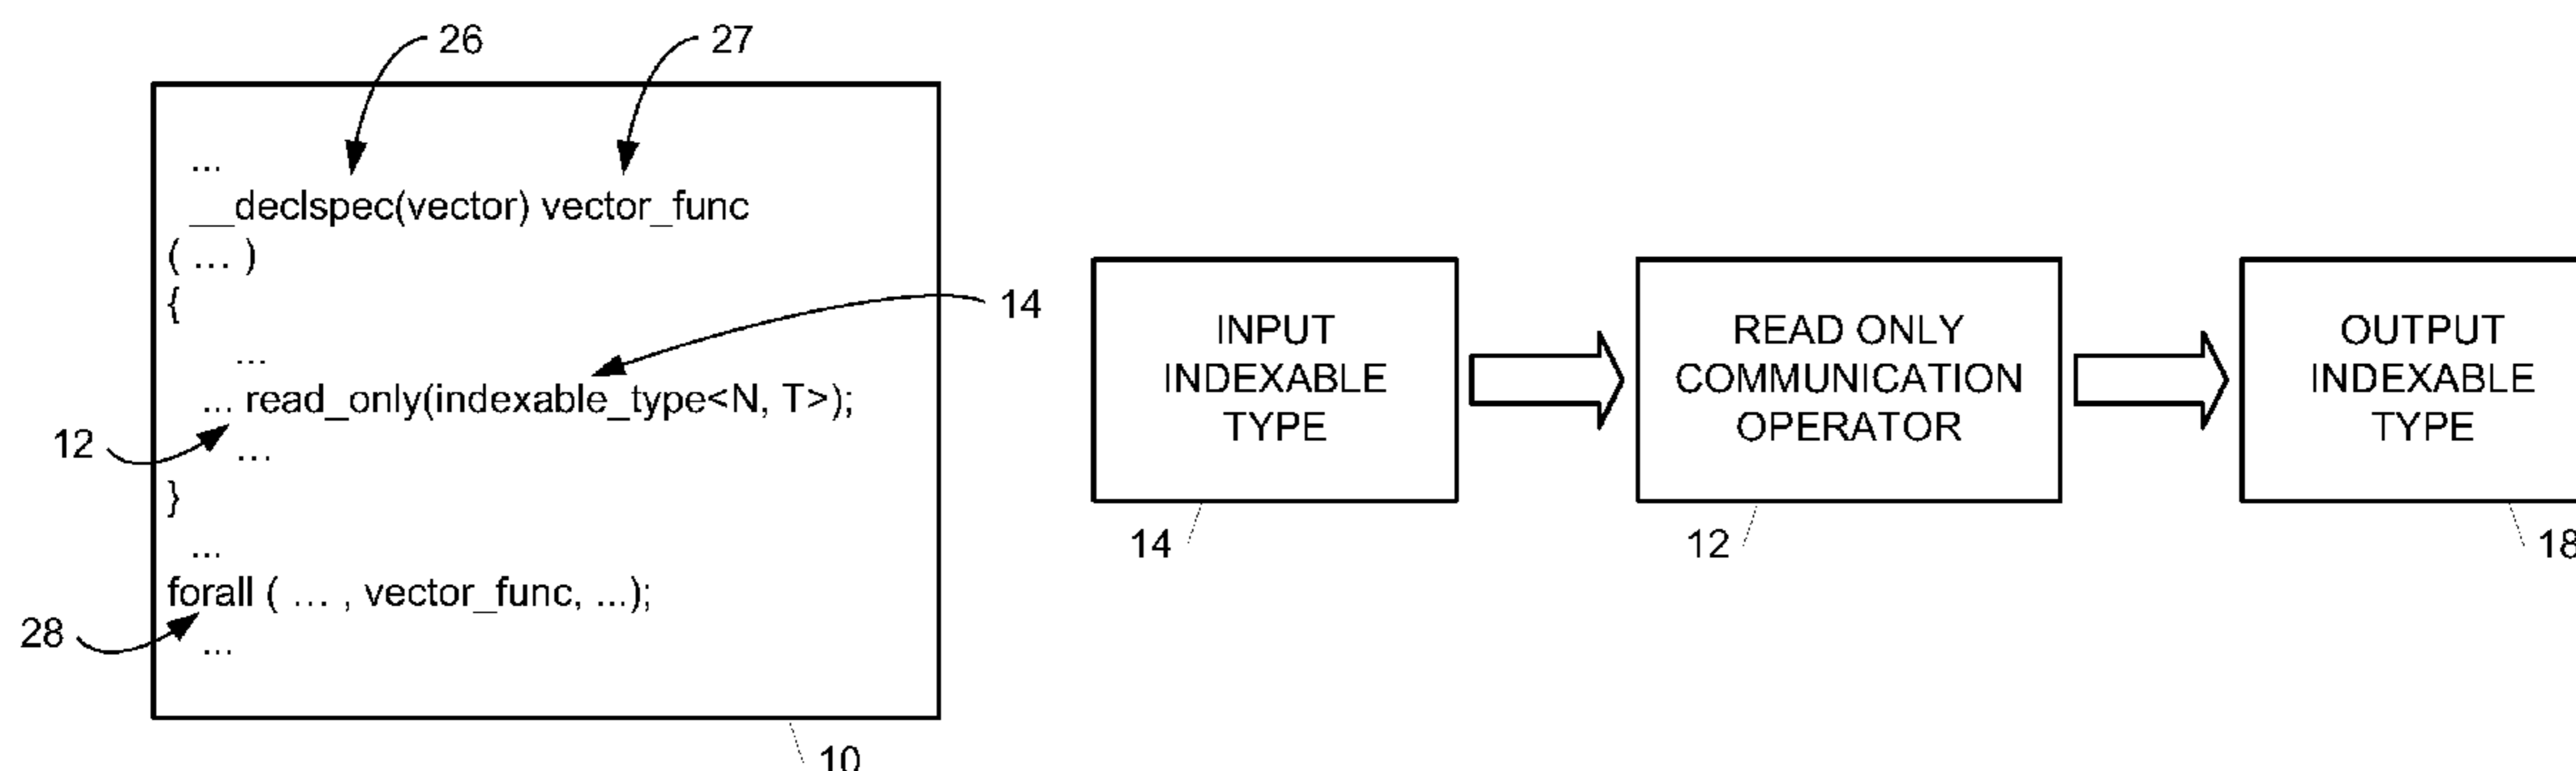 26
27
...
__declspec(vector) vector_func
( ... )
{
...
14
... read_only(indexable_type<N, T>);
12
...
}
...
forall ( ... , vector_func, ...);
28
...
10
INPUT
INDEXABLE
TYPE
14
READ ONLY
COMMUNICATION
OPERATOR
12
OUTPUT
INDEXABLE
TYPE
18